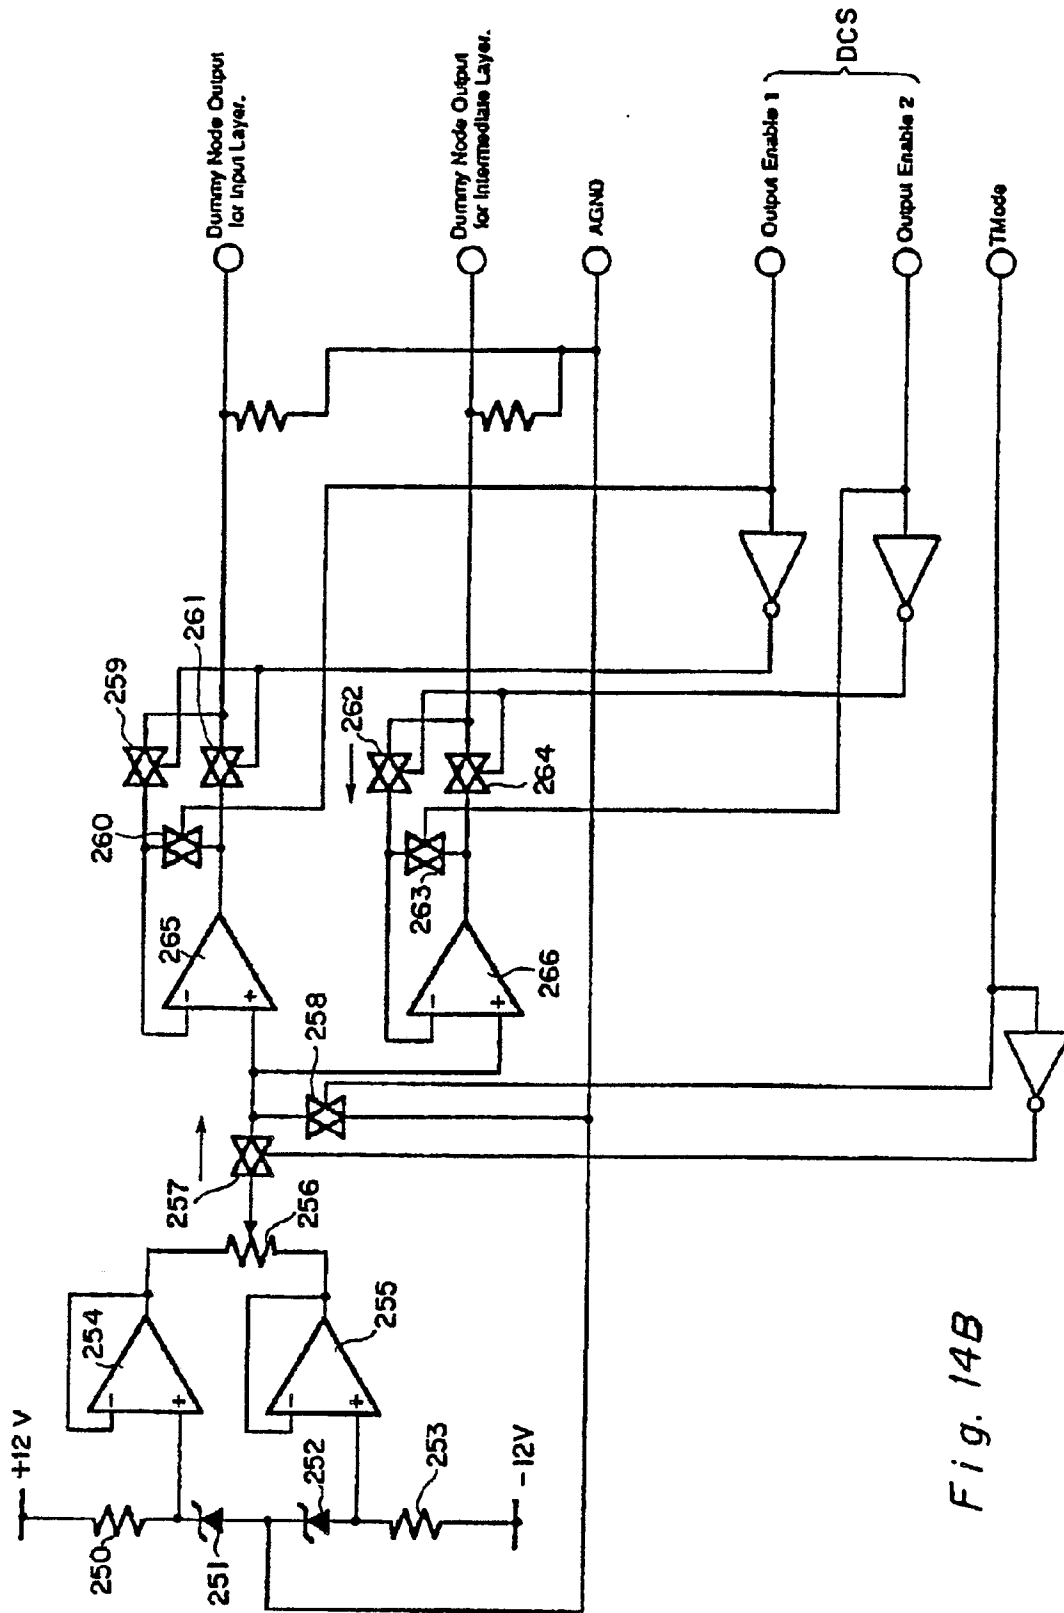 +12 V
250
251
252
253
-12V
254
-
+
255
-
+
256
257
258
265
-
+
266
-
+
259
260
261
262
263
264
Dummy Node Output
for Input Layer.
Dummy Node Output
for Intermediate Layer.
AGND
Output Enable 1
Output Enable 2
DCS
TMode
Fig. 14B